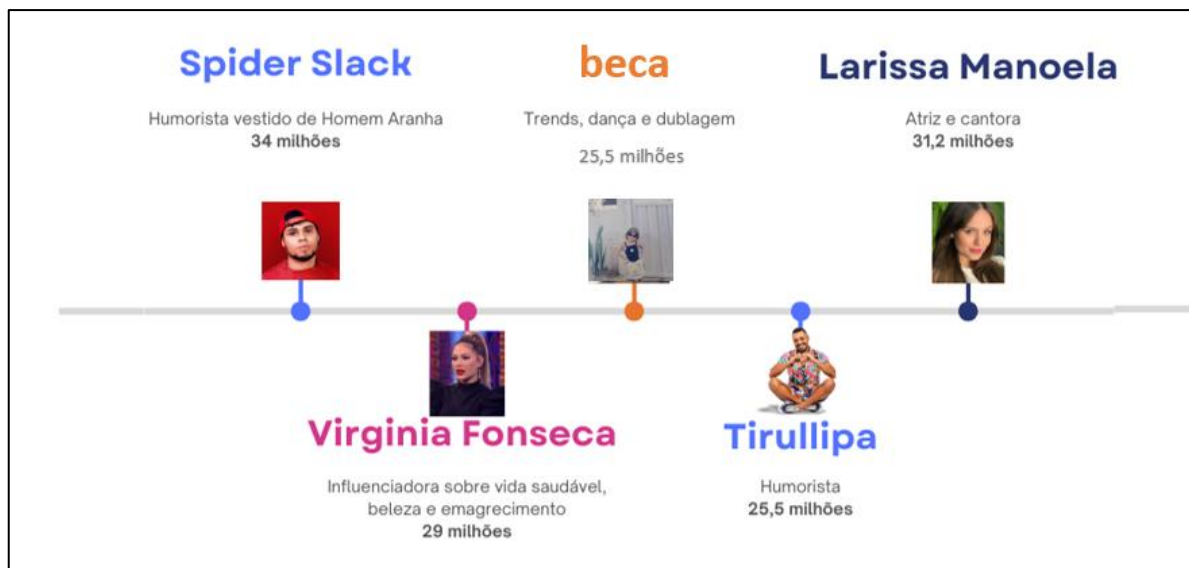 Spider Slack
Humorista vestido de Homem Aranha
34 milhões
beca
Trends, dança e dublagem
25,5 milhões
Larissa Manoela
Atriz e cantora
31,2 milhões
Virginia Fonseca
Influenciadora sobre vida saudável,
beleza e emagrecimento
29 milhões
Tirullipa
Humorista
25,5 milhões